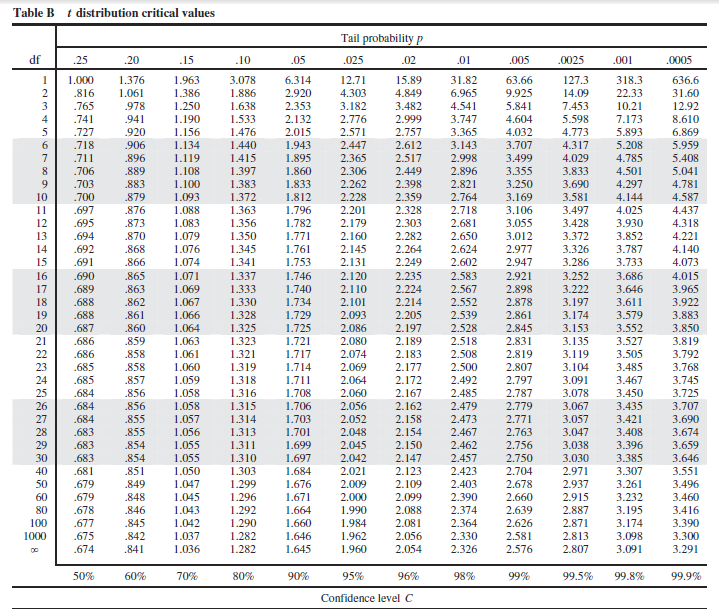 Table B t distribution critical values
Tail probability p
df .25 .20 .15 .10 .05 .025 .02 .01 .005 .0025 .001 .0005
1 1.000 1.376 1.963 3.078 6.314 12.71 15.89 31.82 63.66 127.3 318.3 636.6
2 .816 1.061 1.386 1.886 2.920 4.303 4.849 6.965 9.925 14.09 22.33 31.60
3 .765 .978 1.250 1.638 2.353 3.182 3.482 4.541 5.841 7.453 10.21 12.92
4 .741 .941 1.190 1.533 2.132 2.776 2.999 3.747 4.604 5.598 7.173 8.610
5 .727 .920 1.156 1.476 2.015 2.571 2.757 3.365 4.032 4.773 5.893 6.869
6 .718 .906 1.134 1.440 1.943 2.447 2.612 3.143 3.707 4.317 5.208 5.959
7 .711 .896 1.119 1.415 1.895 2.365 2.517 2.998 3.499 4.029 4.785 5.408
8 .706 .889 1.108 1.397 1.860 2.306 2.449 2.896 3.355 3.833 4.501 5.041
9 .703 .883 1.100 1.383 1.833 2.262 2.398 2.821 3.250 3.690 4.297 4.781
10 .700 .879 1.093 1.372 1.812 2.228 2.359 2.764 3.169 3.581 4.144 4.587
11 .697 .876 1.088 1.363 1.796 2.201 2.328 2.718 3.106 3.497 4.025 4.437
12 .695 .873 1.083 1.356 1.782 2.179 2.303 2.681 3.055 3.428 3.930 4.318
13 .694 .870 1.079 1.350 1.771 2.160 2.282 2.650 3.012 3.372 3.852 4.221
14 .692 .868 1.076 1.345 1.761 2.145 2.264 2.624 2.977 3.326 3.787 4.140
15 .691 .866 1.074 1.341 1.753 2.131 2.249 2.602 2.947 3.286 3.733 4.073
16 .690 .865 1.071 1.337 1.746 2.120 2.235 2.583 2.921 3.252 3.686 4.015
17 .689 .863 1.069 1.333 1.740 2.110 2.224 2.567 2.898 3.222 3.646 3.965
18 .688 .862 1.067 1.330 1.734 2.101 2.214 2.552 2.878 3.197 3.611 3.922
19 .688 .861 1.066 1.328 1.729 2.093 2.205 2.539 2.861 3.174 3.579 3.883
20 .687 .860 1.064 1.325 1.725 2.086 2.197 2.528 2.845 3.153 3.552 3.850
21 .686 .859 1.063 1.323 1.721 2.080 2.189 2.518 2.831 3.135 3.527 3.819
22 .686 .858 1.061 1.321 1.717 2.074 2.183 2.508 2.819 3.119 3.505 3.792
23 .685 .858 1.060 1.319 1.714 2.069 2.177 2.500 2.807 3.104 3.485 3.768
24 .685 .857 1.059 1.318 1.711 2.064 2.172 2.492 2.797 3.091 3.467 3.745
25 .684 .856 1.058 1.316 1.708 2.060 2.167 2.485 2.787 3.078 3.450 3.725
26 .684 .856 1.058 1.315 1.706 2.056 2.162 2.479 2.779 3.067 3.435 3.707
27 .684 .855 1.057 1.314 1.703 2.052 2.158 2.473 2.771 3.057 3.421 3.690
28 .683 .855 1.056 1.313 1.701 2.048 2.154 2.467 2.763 3.047 3.408 3.674
29 .683 .854 1.055 1.311 1.699 2.045 2.150 2.462 2.756 3.038 3.396 3.659
30 .683 .854 1.055 1.310 1.697 2.042 2.147 2.457 2.750 3.030 3.385 3.646
40 .681 .851 1.050 1.303 1.684 2.021 2.123 2.423 2.704 2.971 3.307 3.551
50 .679 .849 1.047 1.299 1.676 2.009 2.109 2.403 2.678 2.937 3.261 3.496
60 .679 .848 1.045 1.296 1.671 2.000 2.099 2.390 2.660 2.915 3.232 3.460
80 .678 .846 1.043 1.292 1.664 1.990 2.088 2.374 2.639 2.887 3.195 3.416
100 .677 .845 1.042 1.290 1.660 1.984 2.081 2.364 2.626 2.871 3.174 3.390
1000 .675 .842 1.037 1.282 1.646 1.962 2.056 2.330 2.581 2.813 3.098 3.300
∞ .674 .841 1.036 1.282 1.645 1.960 2.054 2.326 2.576 2.807 3.091 3.291
50% 60% 70% 80% 90% 95% 96% 98% 99% 99.5% 99.8% 99.9%
Confidence level C